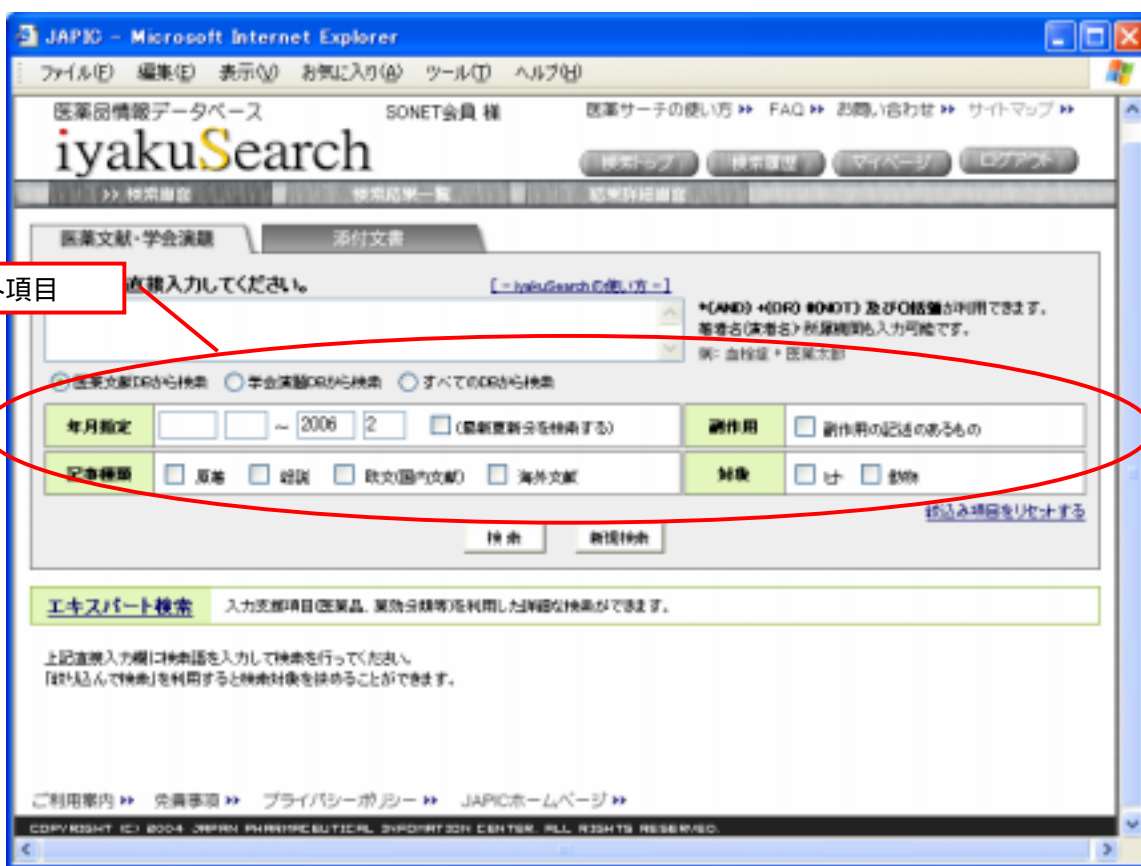 JAPIC - Microsoft Internet Explorer
ファイル(F) 編集(E) 表示(V) お気に入り(A) ツール(T) ヘルプ(H)
医薬品情報データベース SONET会員 様 医薬サーチの使い方 FAQ お問い合わせ サイトマップ
iyakuSearch
検索トップ 検索履歴 マイページ ログアウト
>> 検索画面 検索結果一覧 結果詳細画面
医薬文献・学会演題 添付文書
項目
直接入力してください。 [ - iyakuSearchの使い方 - ]
*(AND) +(OR) #(NOT) 及び()括弧が利用できます。
著者名(演者名)・所属機関も入力可能です。
例: 血栓症 * 医薬太郎
医薬文献DBから検索 学会演題DBから検索 すべてのDBから検索
年月指定 ~ 2006 2 (最新更新分を検索する) 副作用 副作用の記述のあるもの
記事種類 原著 総説 欧文(国内文献) 海外文献 対象 ヒト 動物
絞込み項目をリセットする
検 索 新規検索
エキスパート検索 入力支援項目(医薬品、薬効分類等)を利用した詳細な検索ができます。
上記直接入力欄に検索語を入力して検索を行ってください。
「絞り込んで検索」を利用すると検索対象を狭めることができます。
ご利用案内 免責事項 プライバシーポリシー JAPICホームページ
COPYRIGHT (C) 2004 JAPAN PHARMACEUTICAL INFORMATION CENTER. ALL RIGHTS RESERVED.